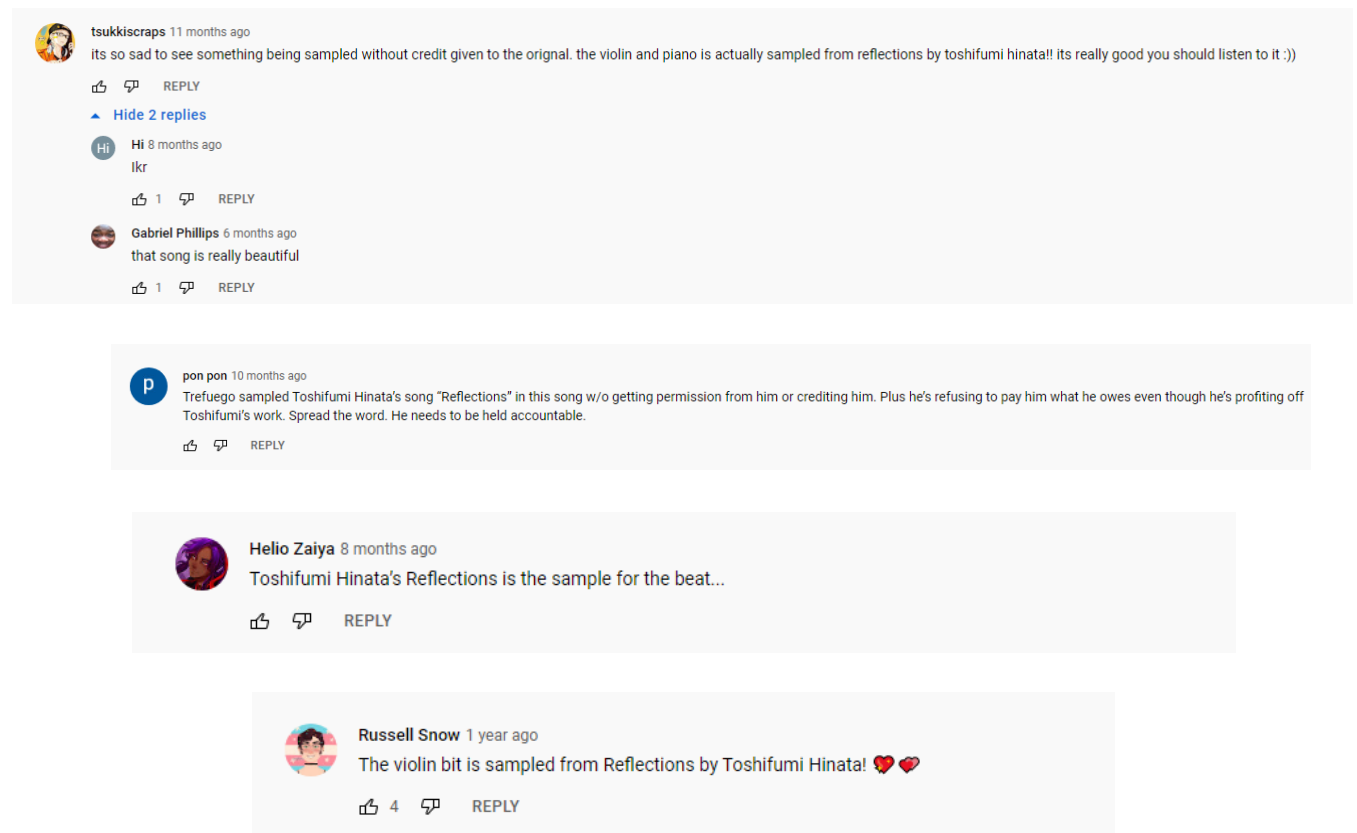 tsukkiscraps 11 months ago
its so sad to see something being sampled without credit given to the orignal. the violin and piano is actually sampled from reflections by toshifumi hinata!! its really good you should listen to it :))
REPLY
Hide 2 replies
Hi
Hi 8 months ago
Ikr
1 REPLY
Gabriel Phillips 6 months ago
that song is really beautiful
1 REPLY
p
pon pon 10 months ago
Trefuego sampled Toshifumi Hinata's song “Reflections” in this song w/o getting permission from him or crediting him. Plus he's refusing to pay him what he owes even though he's profiting off
Toshifumi's work. Spread the word. He needs to be held accountable.
REPLY
Helio Zaiya 8 months ago
Toshifumi Hinata's Reflections is the sample for the beat...
REPLY
Russell Snow 1 year ago
The violin bit is sampled from Reflections by Toshifumi Hinata! 💖💕
4 REPLY